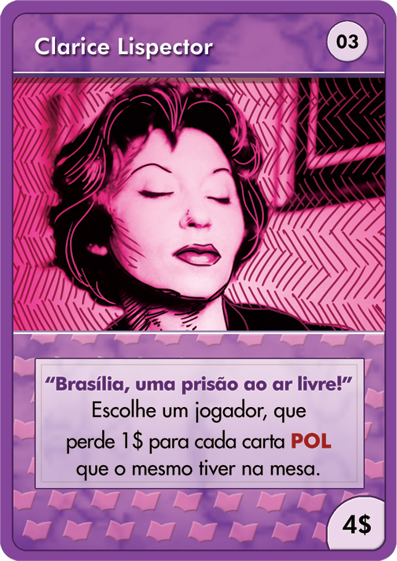 Clarice Lispector
03
“Brasília, uma prisão ao ar livre!”
Escolhe um jogador, que
perde 1$ para cada carta POL
que o mesmo tiver na mesa.
4$